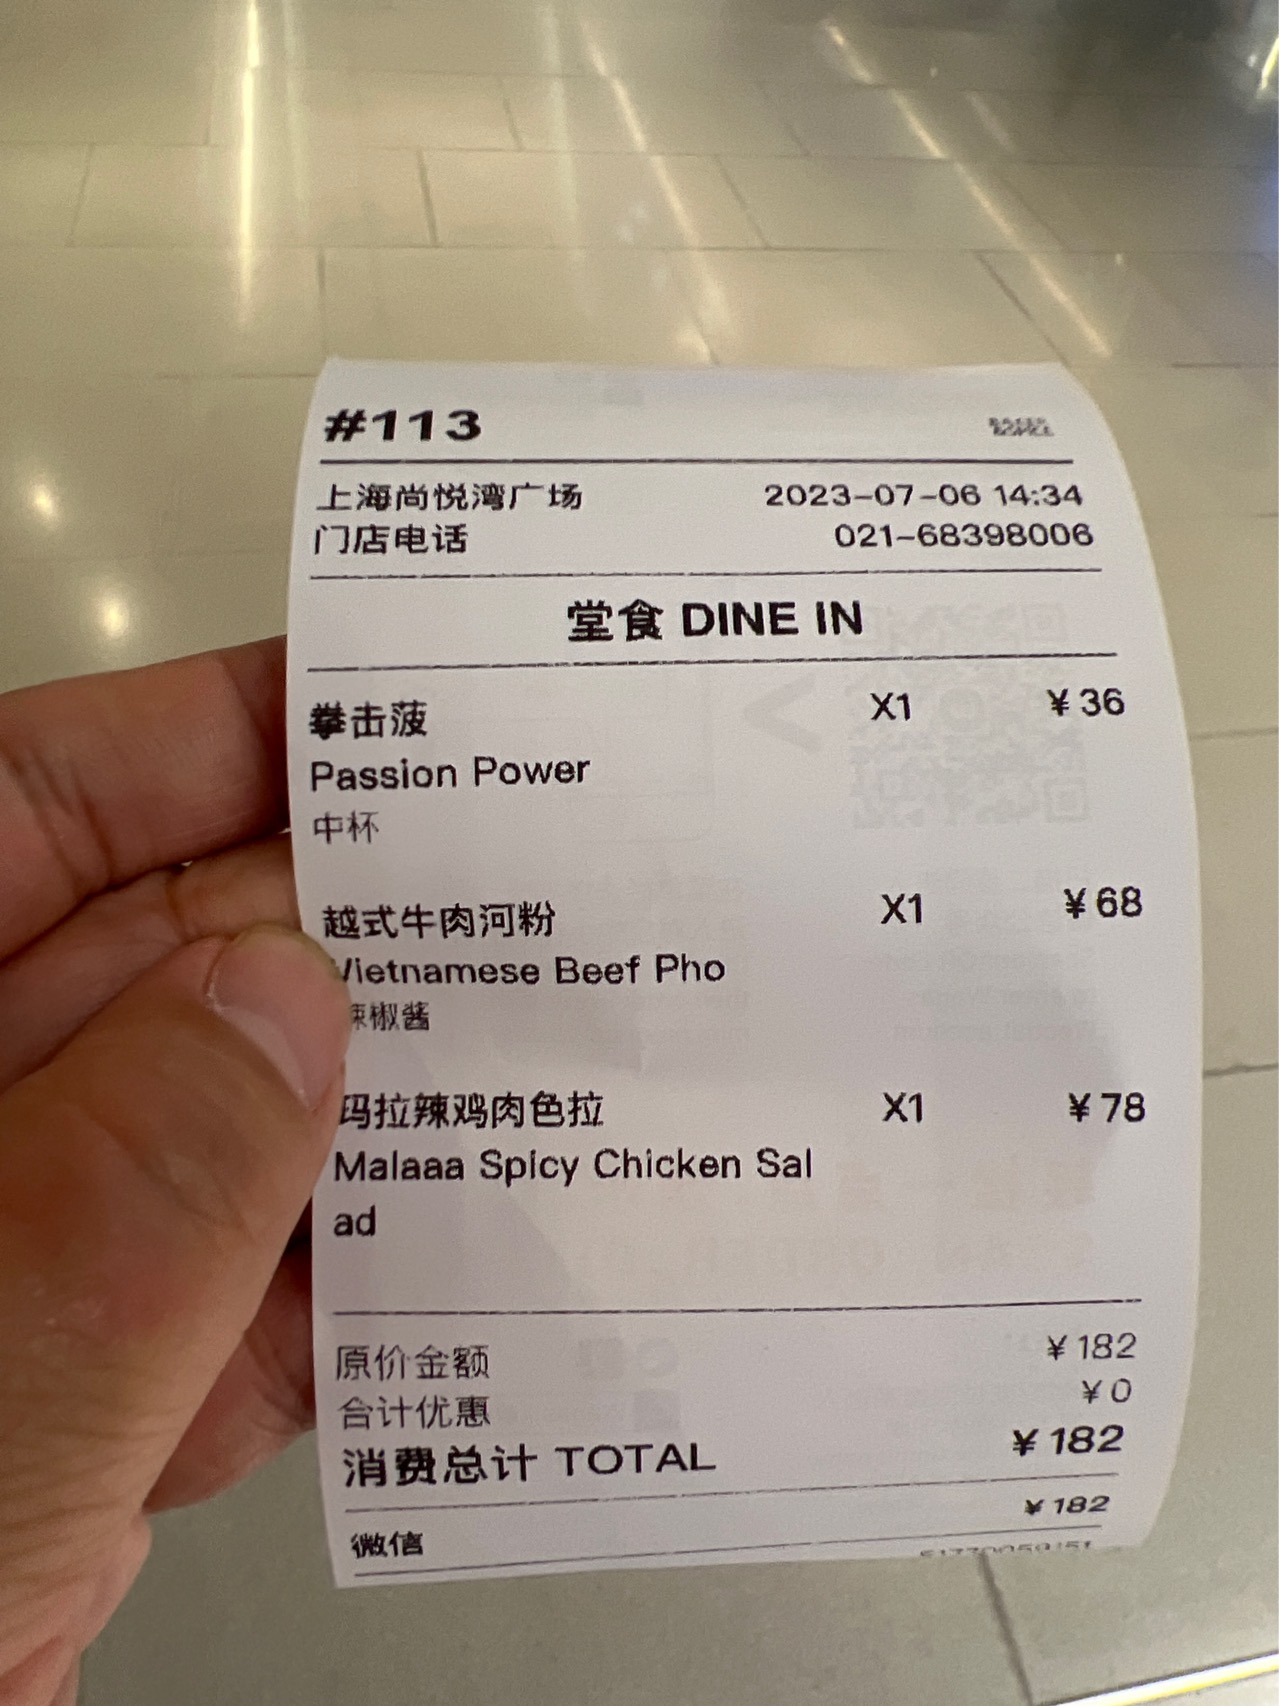 #113
BAKER
&SPICE
上海尚悦湾广场 2023-07-06 14:34
门店电话 021-68398006
堂食 DINE IN
拳击菠 X1 ¥36
Passion Power
中杯
越式牛肉河粉 X1 ¥68
Vietnamese Beef Pho
辣椒酱
玛拉辣鸡肉色拉 X1 ¥78
Malaaa Spicy Chicken Sal
ad
原价金额 ¥182
合计优惠 ¥0
消费总计 TOTAL ¥182
微信 ¥182